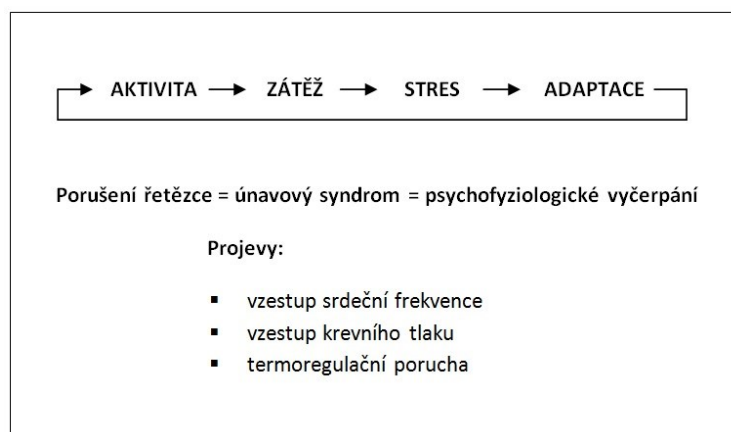 AKTIVITA ZÁTĚŽ STRES ADAPTACE
Porušení řetězce = únavový syndrom = psychofyziologické vyčerpání
Projevy:
▪ vzestup srdeční frekvence
▪ vzestup krevního tlaku
▪ termoregulační porucha